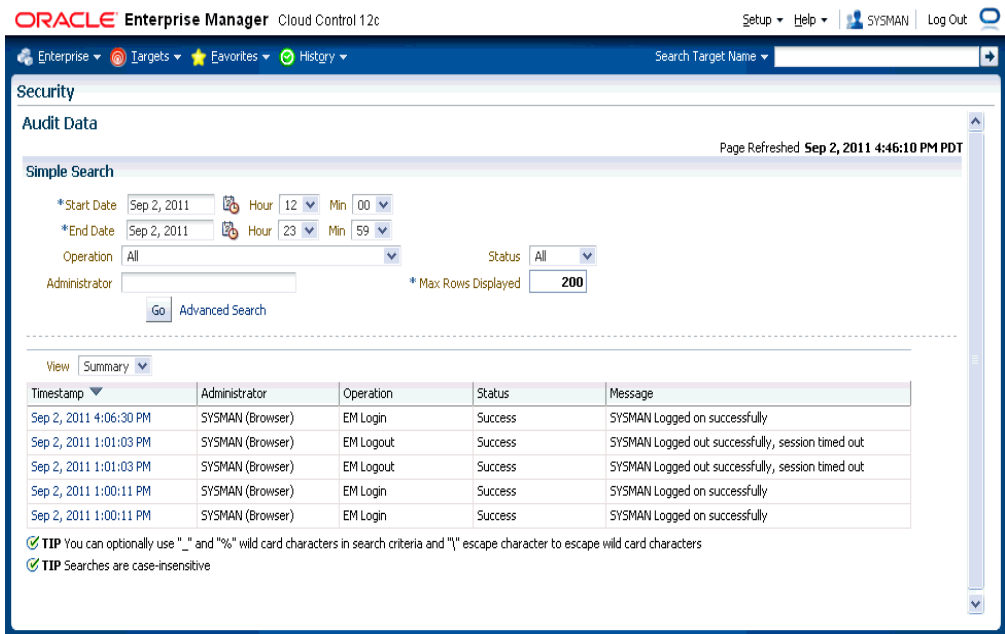 ORACLE Enterprise Manager Cloud Control 12c Setup Help SYSMAN Log Out
Enterprise Targets Favorites History Search Target Name
Security
Audit Data
Page Refreshed Sep 2, 2011 4:46:10 PM PDT
Simple Search
*Start Date Sep 2, 2011 Hour 12 Min 00
*End Date Sep 2, 2011 Hour 23 Min 59
Operation All Status All
Administrator * Max Rows Displayed 200
Go Advanced Search
View Summary
Timestamp Administrator Operation Status Message
Sep 2, 2011 4:06:30 PM SYSMAN (Browser) EM Login Success SYSMAN Logged on successfully
Sep 2, 2011 1:01:03 PM SYSMAN (Browser) EM Logout Success SYSMAN Logged out successfully, session timed out
Sep 2, 2011 1:01:03 PM SYSMAN (Browser) EM Logout Success SYSMAN Logged out successfully, session timed out
Sep 2, 2011 1:00:11 PM SYSMAN (Browser) EM Login Success SYSMAN Logged on successfully
Sep 2, 2011 1:00:11 PM SYSMAN (Browser) EM Login Success SYSMAN Logged on successfully
TIP You can optionally use "_" and "%" wild card characters in search criteria and "\" escape character to escape wild card characters
TIP Searches are case-insensitive